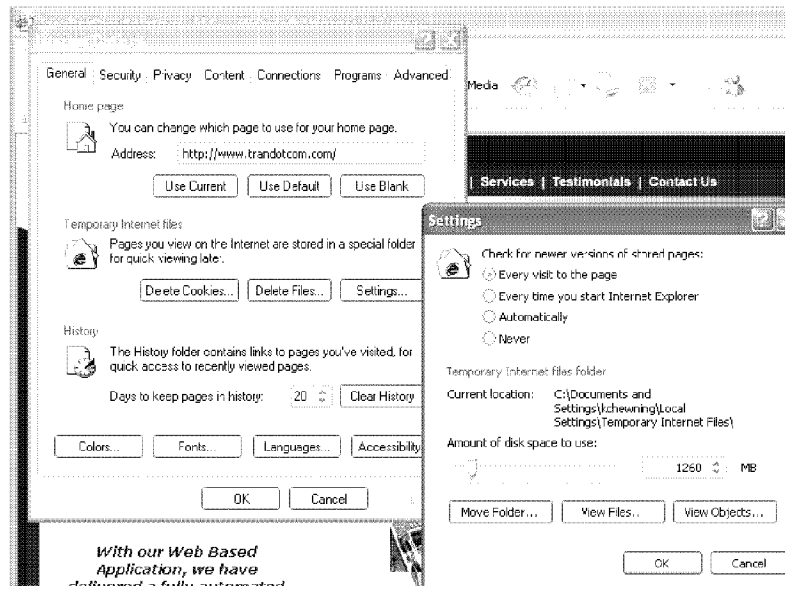 General Security Privacy Content Connections Programs Advanced
Home page
You can change which page to use for your home page.
Address: http://www.trandotcom.com/
Use Current Use Default Use Blank
Temporary Internet files
Pages you view on the Internet are stored in a special folder
for quick viewing later.
Delete Cookies... Delete Files... Settings...
History
The History folder contains links to pages you've visited, for
quick access to recently viewed pages.
Days to keep pages in history: 20 Clear History
Colors... Fonts... Languages... Accessibility
OK Cancel
Media
| Services | Testimonials | Contact Us
Settings
Check for newer versions of stored pages:
Every visit to the page
Every time you start Internet Explorer
Automatically
Never
Temporary Internet files folder
Current location: C:\Documents and
Settings\kchewning\Local
Settings\Temporary Internet Files\
Amount of disk space to use:
1260 MB
Move Folder... View Files... View Objects...
OK Cancel
With our Web Based
Application, we have
delivered a fully automated